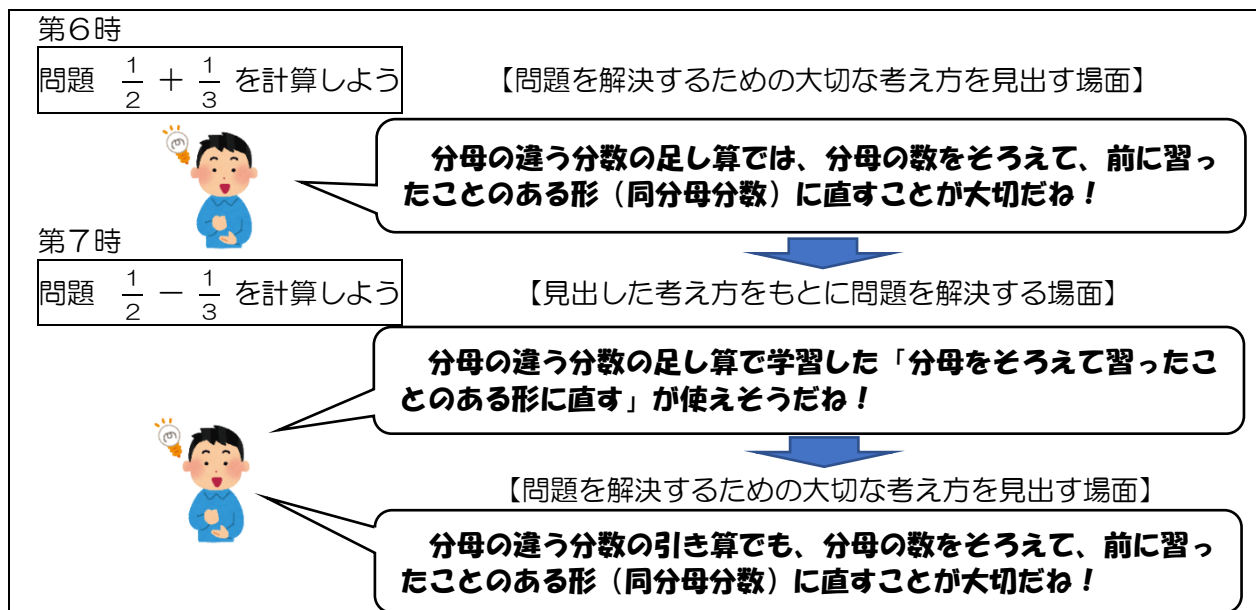 第６時
問題 1/2 ＋ 1/3 を計算しよう
【問題を解決するための大切な考え方を見出す場面】
分母の違う分数の足し算では、分母の数をそろえて、前に習っ
たことのある形（同分母分数）に直すことが大切だね！
第７時
問題 1/2 － 1/3 を計算しよう
【見出した考え方をもとに問題を解決する場面】
分母の違う分数の足し算で学習した「分母をそろえて習ったこ
とのある形に直す」が使えそうだね！
【問題を解決するための大切な考え方を見出す場面】
分母の違う分数の引き算でも、分母の数をそろえて、前に習っ
たことのある形（同分母分数）に直すことが大切だね！